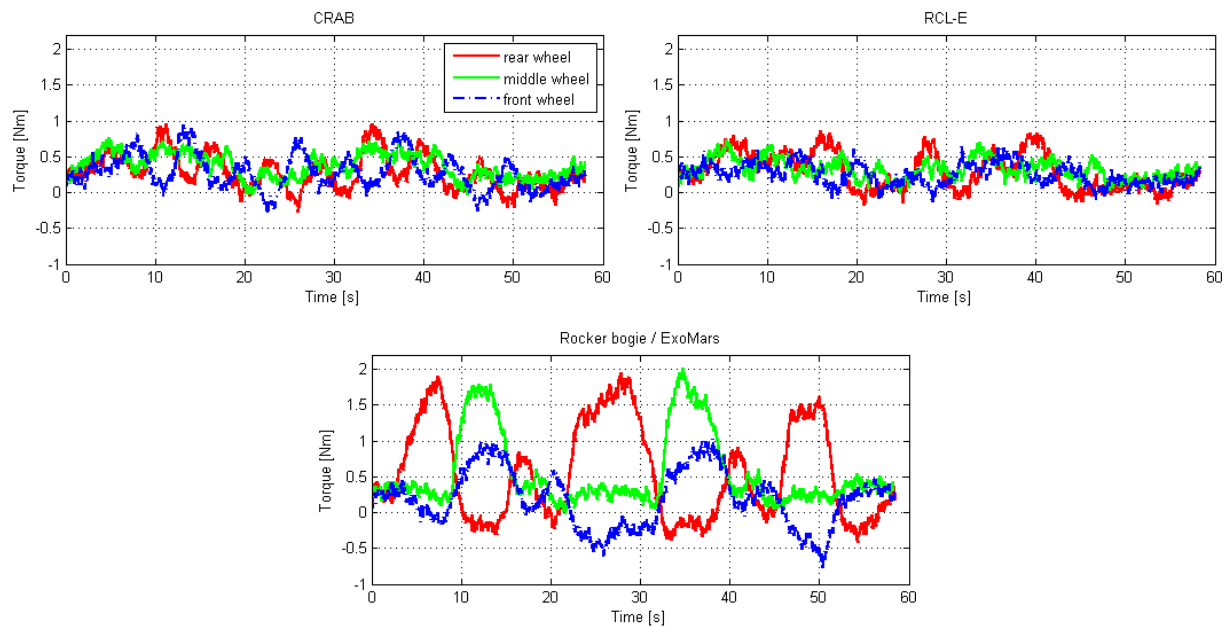 CRAB
2
1.5
1
0.5
0
-0.5
-1
Torque [Nm]
rear wheel
middle wheel
front wheel
0 10 20 30 40 50 60
Time [s]
RCL-E
2
1.5
1
0.5
0
-0.5
-1
Torque [Nm]
0 10 20 30 40 50 60
Time [s]
Rocker bogie / ExoMars
2
1.5
1
0.5
0
-0.5
-1
Torque [Nm]
0 10 20 30 40 50 60
Time [s]